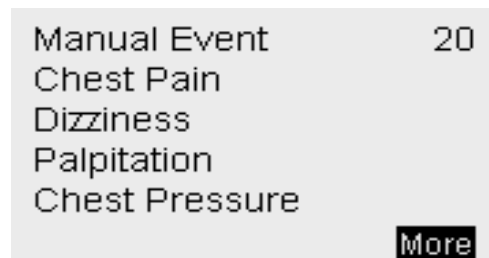 Manual Event 20
Chest Pain
Dizziness
Palpitation
Chest Pressure
More